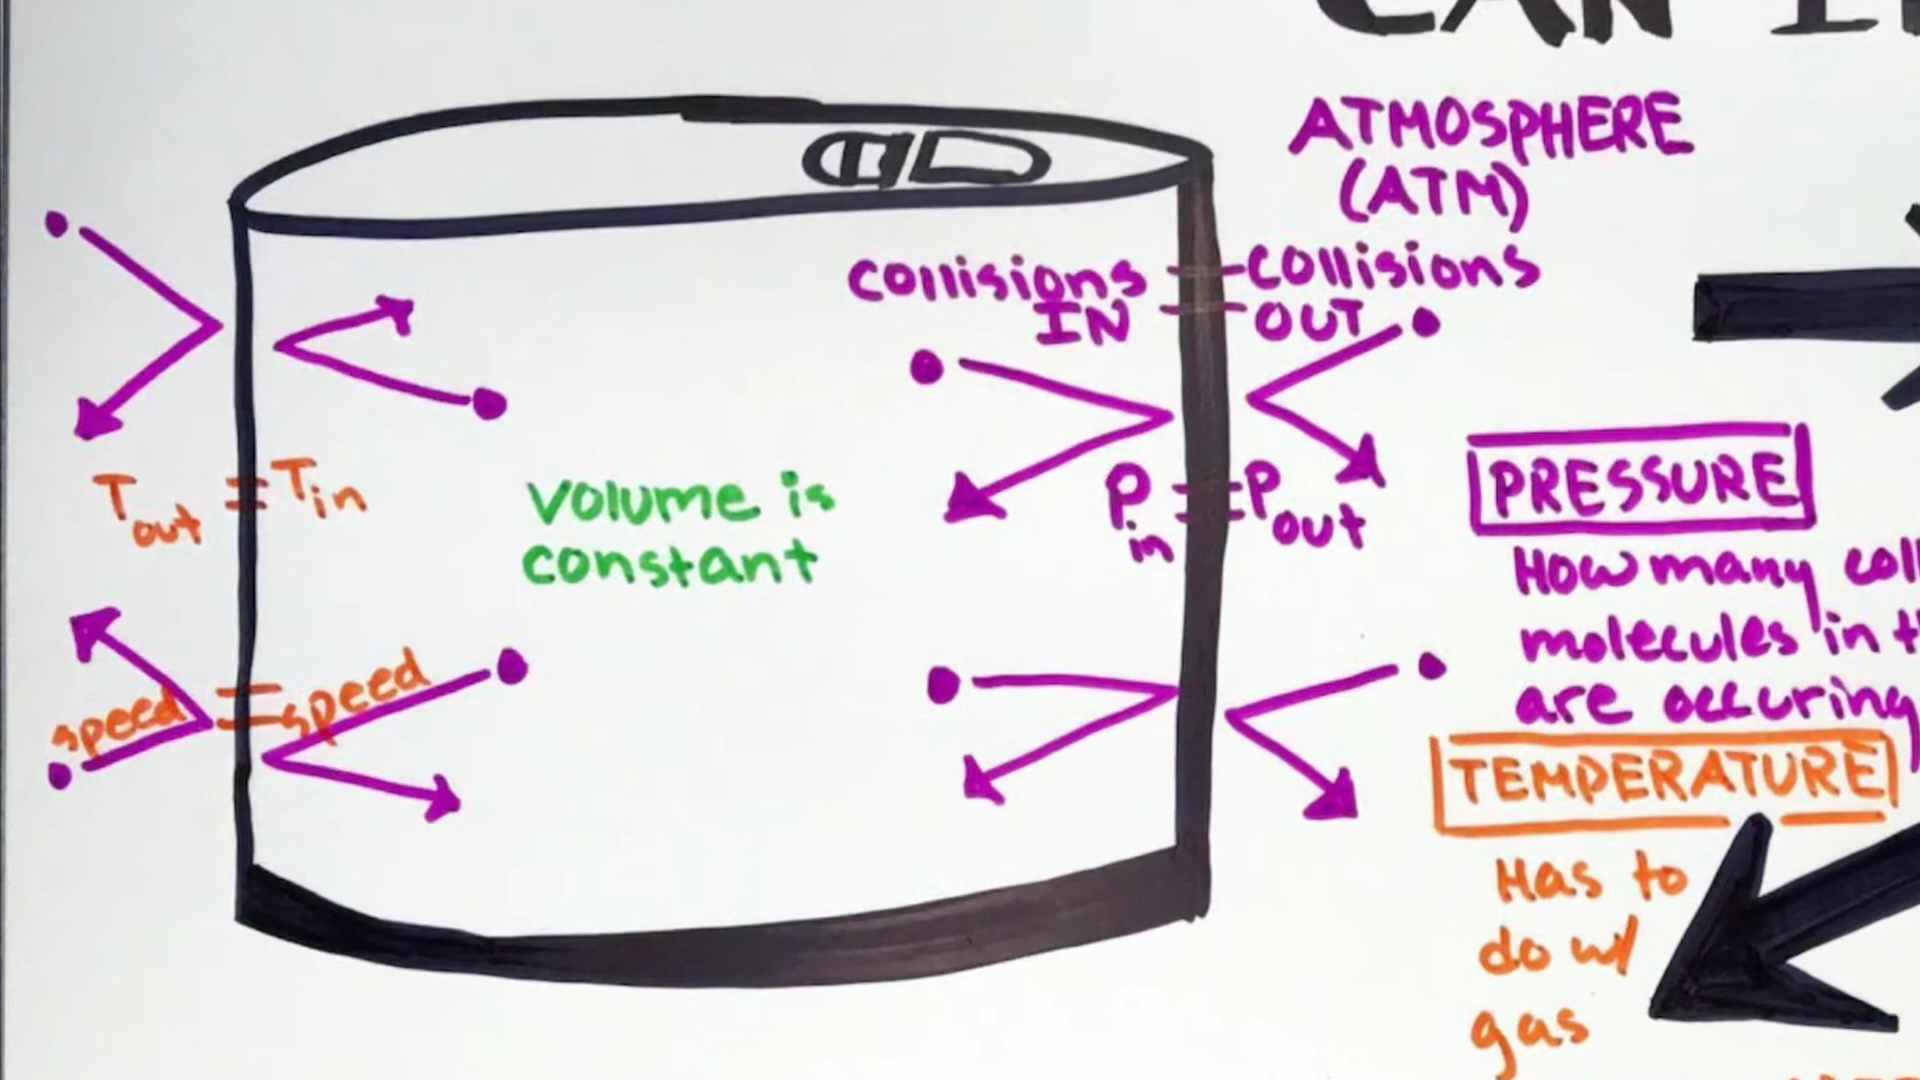 CAN
ATMOSPHERE
(ATM)
Collisions = Collisions
IN OUT
Tout = Tin
Volume is
constant
Pin = Pout
PRESSURE
How many
molecules in
are occuring
speed = speed
TEMPERATURE
Has to
do w/
gas